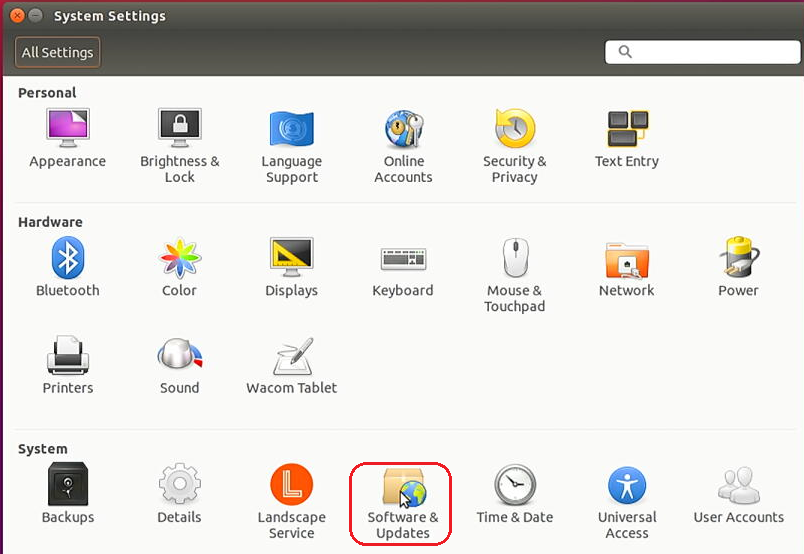 System Settings
All Settings
Personal
Appearance
Brightness &
Lock
Language
Support
Online
Accounts
Security &
Privacy
Text Entry
Hardware
Bluetooth
Color
Displays
Keyboard
Mouse &
Touchpad
Network
Power
Printers
Sound
Wacom Tablet
System
Backups
Details
Landscape
Service
Software &
Updates
Time & Date
Universal
Access
User Accounts